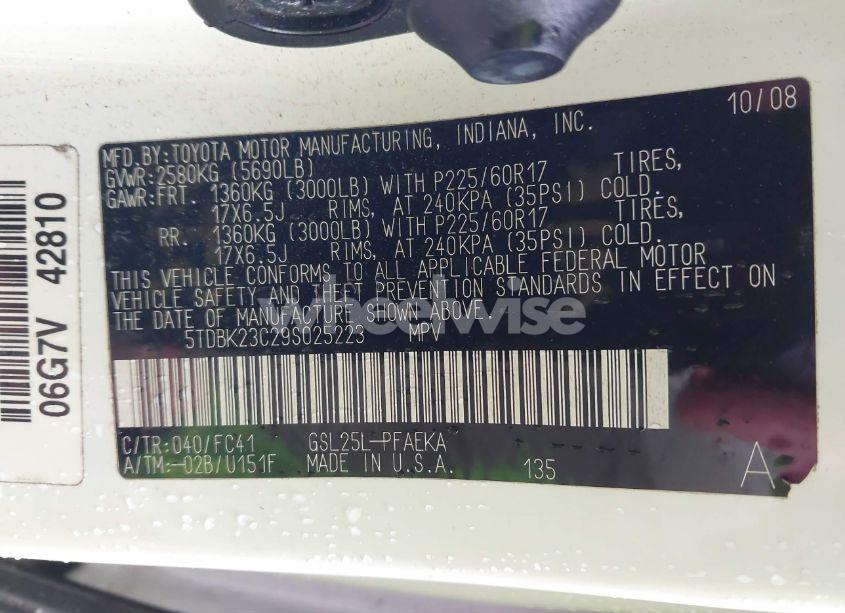 10/08
MFD.BY:TOYOTA MOTOR MANUFACTURING, INDIANA, INC.
GVWR:2580KG (5690LB)
GAWR:FRT. 1360KG (3000LB) WITH P225/60R17 TIRES,
17X6.5J RIMS, AT 240KPA (35PSI) COLD.
RR. 1360KG (3000LB) WITH P225/60R17 TIRES,
17X6.5J RIMS, AT 240KPA (35PSI) COLD.
THIS VEHICLE CONFORMS TO ALL APPLICABLE FEDERAL MOTOR
VEHICLE SAFETY AND THEFT PREVENTION STANDARDS IN EFFECT ON
THE DATE OF MANUFACTURE SHOWN ABOVE.
5TDBK23C29S025223 MPV
C/TR:040/FC41 GSL25L-PFAEKA
A/TM:-02B/U151F MADE IN U.S.A. 135 A
06G7V 42810
wheelwise